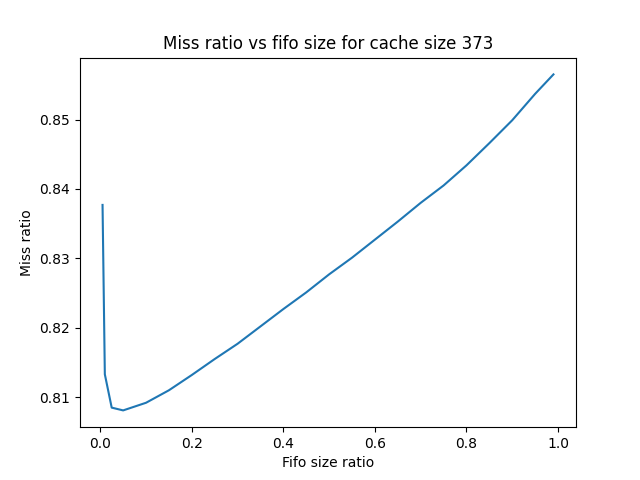 Miss ratio vs fifo size for cache size 373
0.85
0.84
0.83
0.82
0.81
Miss ratio
0.0 0.2 0.4 0.6 0.8 1.0
Fifo size ratio